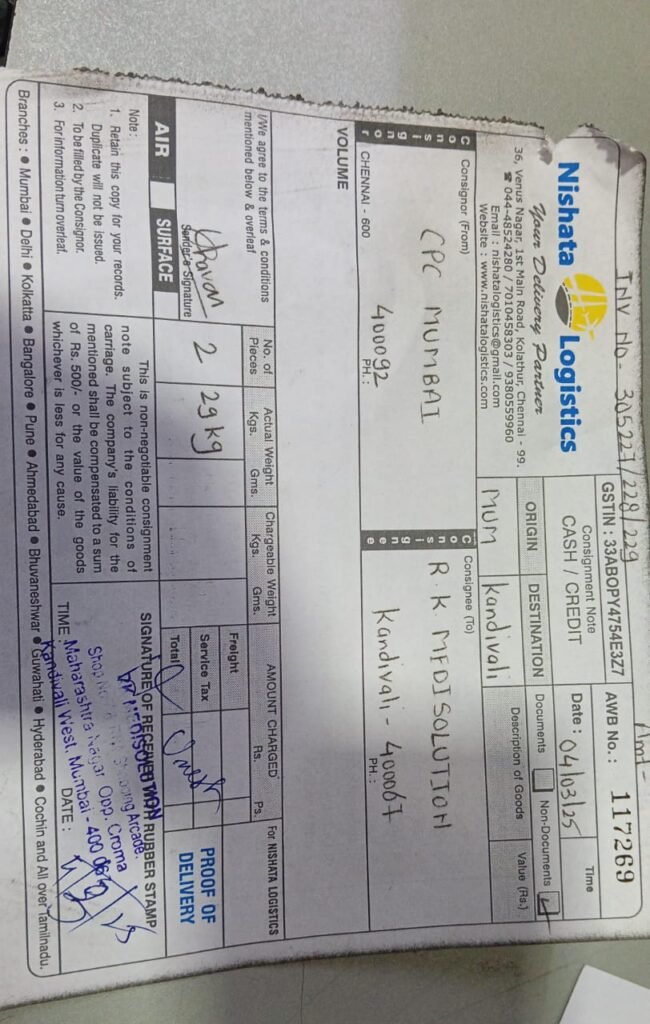 INV No- 305227/228/229
Nishata Logistics
Your Delivery Partner
36, Venus Nagar, 1st Main Road, Kolathur, Chennai - 99.
☎ 044-48524280 / 7010458303 / 9380559960
Email : nishatalogistics@gmail.com
Website : www.nishatalogistics.com
GSTIN : 33ABOPY4754E3Z7
Consignment Note
CASH / CREDIT
AWB No. : 117269
Date : 04/03/25
Time
ORIGIN
MUM
DESTINATION
Kandivali
Documents
Non-Documents
Description of Goods
Value (Rs.)
Consignor
Consignor (From)
CPC MUMBAI
400092
CHENNAI - 600
PH.:
Consignee
Consignee (To)
R.K MEDISOLUTION
Kandivali - 400067
PH.:
VOLUME
I/We agree to the terms & conditions
mentioned below & overleaf
Sender's Signature
AIR
SURFACE
No. of Pieces
2
Actual Weight
Kgs. Gms.
29kg
Chargeable Weight
Kgs. Gms.
AMOUNT CHARGED
Rs. Ps.
Freight
Service Tax
Total
For NISHATA LOGISTICS
PROOF OF
DELIVERY
Note :
1. Retain this copy for your records.
Duplicate will not be issued.
2. To be filled by the Consignor.
3. For information turn overleaf.
This is non-negotiable consignment
note subject to the conditions of
carriage. The company's liability for the
mentioned shall be compensated to a sum
of Rs. 500/- or the value of the goods
whichever is less for any cause.
SIGNATURE OF RECEIVER WITH RUBBER STAMP
MEDISOLUTION
Shop No. Arcade.
Maharashtra Nagar Opp. Croma
Kandivali West, Mumbai - 400
TIME :
DATE :
Branches : ● Mumbai ● Delhi ● Kolkatta ● Bangalore ● Pune ● Ahmedabad ● Bhuvaneshwar ● Guwahati ● Hyderabad ● Cochin and All over Tamilnadu.